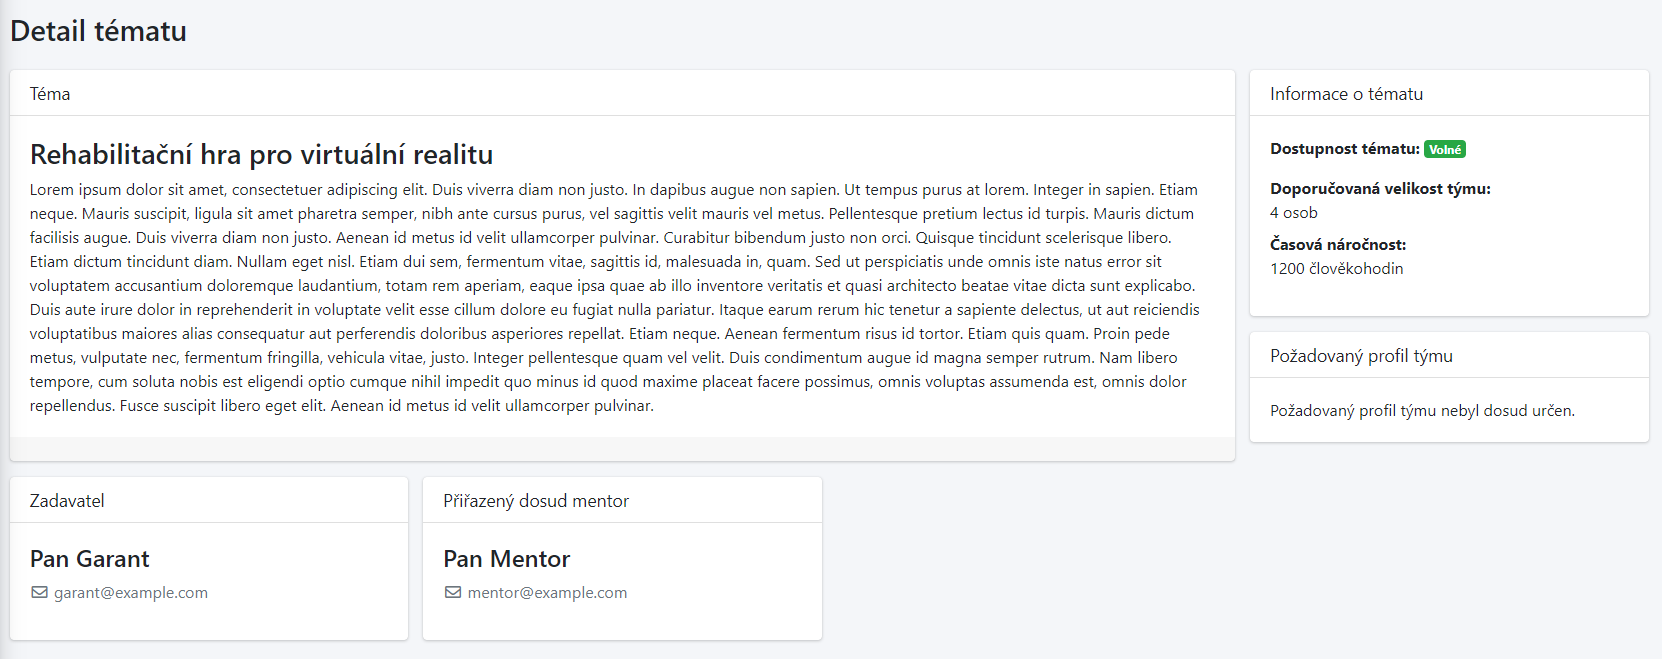 Detail tématu
Téma
Rehabilitační hra pro virtuální realitu
Lorem ipsum dolor sit amet, consectetuer adipiscing elit. Duis viverra diam non justo. In dapibus augue non sapien. Ut tempus purus at lorem. Integer in sapien. Etiam
neque. Mauris suscipit, ligula sit amet pharetra semper, nibh ante cursus purus, vel sagittis velit mauris vel metus. Pellentesque pretium lectus id turpis. Mauris dictum
facilisis augue. Duis viverra diam non justo. Aenean id metus id velit ullamcorper pulvinar. Curabitur bibendum justo non orci. Quisque tincidunt scelerisque libero.
Etiam dictum tincidunt diam. Nullam eget nisl. Etiam dui sem, fermentum vitae, sagittis id, malesuada in, quam. Sed ut perspiciatis unde omnis iste natus error sit
voluptatem accusantium doloremque laudantium, totam rem aperiam, eaque ipsa quae ab illo inventore veritatis et quasi architecto beatae vitae dicta sunt explicabo.
Duis aute irure dolor in reprehenderit in voluptate velit esse cillum dolore eu fugiat nulla pariatur. Itaque earum rerum hic tenetur a sapiente delectus, ut aut reiciendis
voluptatibus maiores alias consequatur aut perferendis doloribus asperiores repellat. Etiam neque. Aenean fermentum risus id tortor. Etiam quis quam. Proin pede
metus, vulputate nec, fermentum fringilla, vehicula vitae, justo. Integer pellentesque quam vel velit. Duis condimentum augue id magna semper rutrum. Nam libero
tempore, cum soluta nobis est eligendi optio cumque nihil impedit quo minus id quod maxime placeat facere possimus, omnis voluptas assumenda est, omnis dolor
repellendus. Fusce suscipit libero eget elit. Aenean id metus id velit ullamcorper pulvinar.
Informace o tématu
Dostupnost tématu: Volné
Doporučovaná velikost týmu:
4 osob
Časová náročnost:
1200 člověkohodin
Požadovaný profil týmu
Požadovaný profil týmu nebyl dosud určen.
Zadavatel
Pan Garant
garant@example.com
Přiřazený dosud mentor
Pan Mentor
mentor@example.com